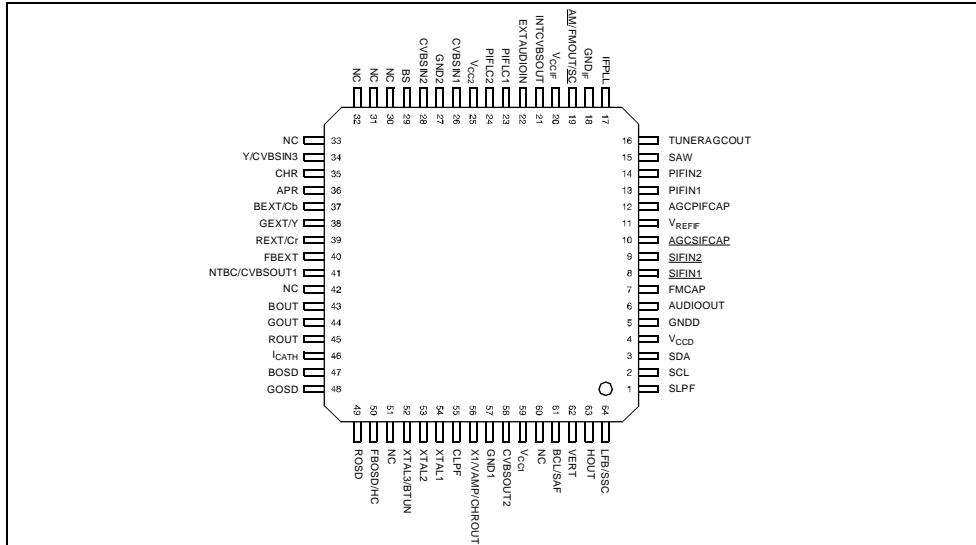 NC
NC
NC
BS
CVBSIN2
GND2
CVBSIN1
VCC2
PIFLC2
PIFLC1
EXTAUDIOIN
INTCVBSOUT
VCCIF
AM/FMOUT/SC
GNDIF
IFPLL
32
31
30
29
28
27
26
25
24
23
22
21
20
19
18
17
NC 33
Y/CVBSIN3 34
CHR 35
APR 36
BEXT/Cb 37
GEXT/Y 38
REXT/Cr 39
FBEXT 40
NTBC/CVBSOUT1 41
NC 42
BOUT 43
GOUT 44
ROUT 45
ICATH 46
BOSD 47
GOSD 48
16 TUNERAGCOUT
15 SAW
14 PIFIN2
13 PIFIN1
12 AGCPIFCAP
11 VREFIF
10 AGCSIFCAP
9 SIFIN2
8 SIFIN1
7 FMCAP
6 AUDIOOUT
5 GNDD
4 VCCD
3 SDA
2 SCL
1 SLPF
49
50
51
52
53
54
55
56
57
58
59
60
61
62
63
64
ROSD
FBOSD/HC
NC
XTAL3/BTUN
XTAL2
XTAL1
CLPF
X1/VAMP/CHROUT
GND1
CVBSOUT2
VCC1
NC
BCL/SAF
VERT
HOUT
LFB/SSC